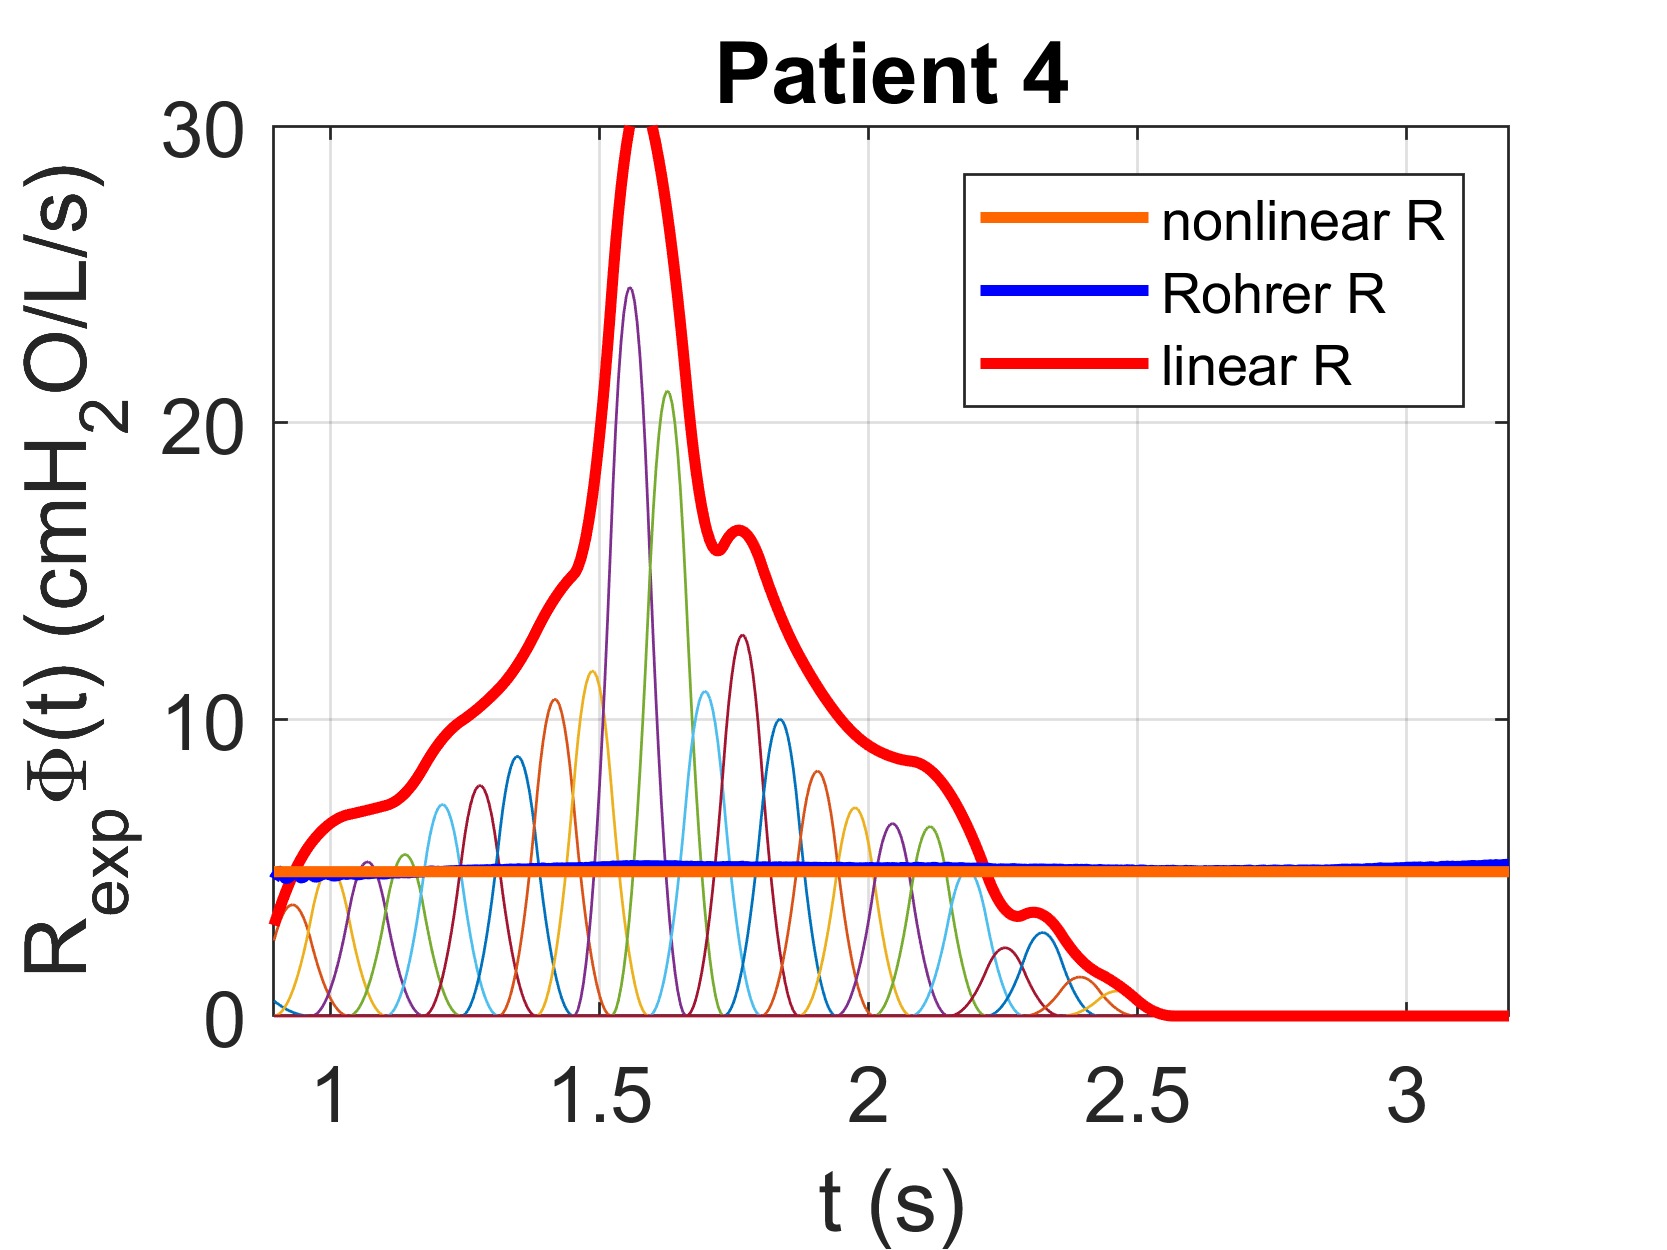 Patient 4
R_exp Φ(t) (cmH₂O/L/s)
30
20
10
0
nonlinear R
Rohrer R
linear R
1 1.5 2 2.5 3
t (s)